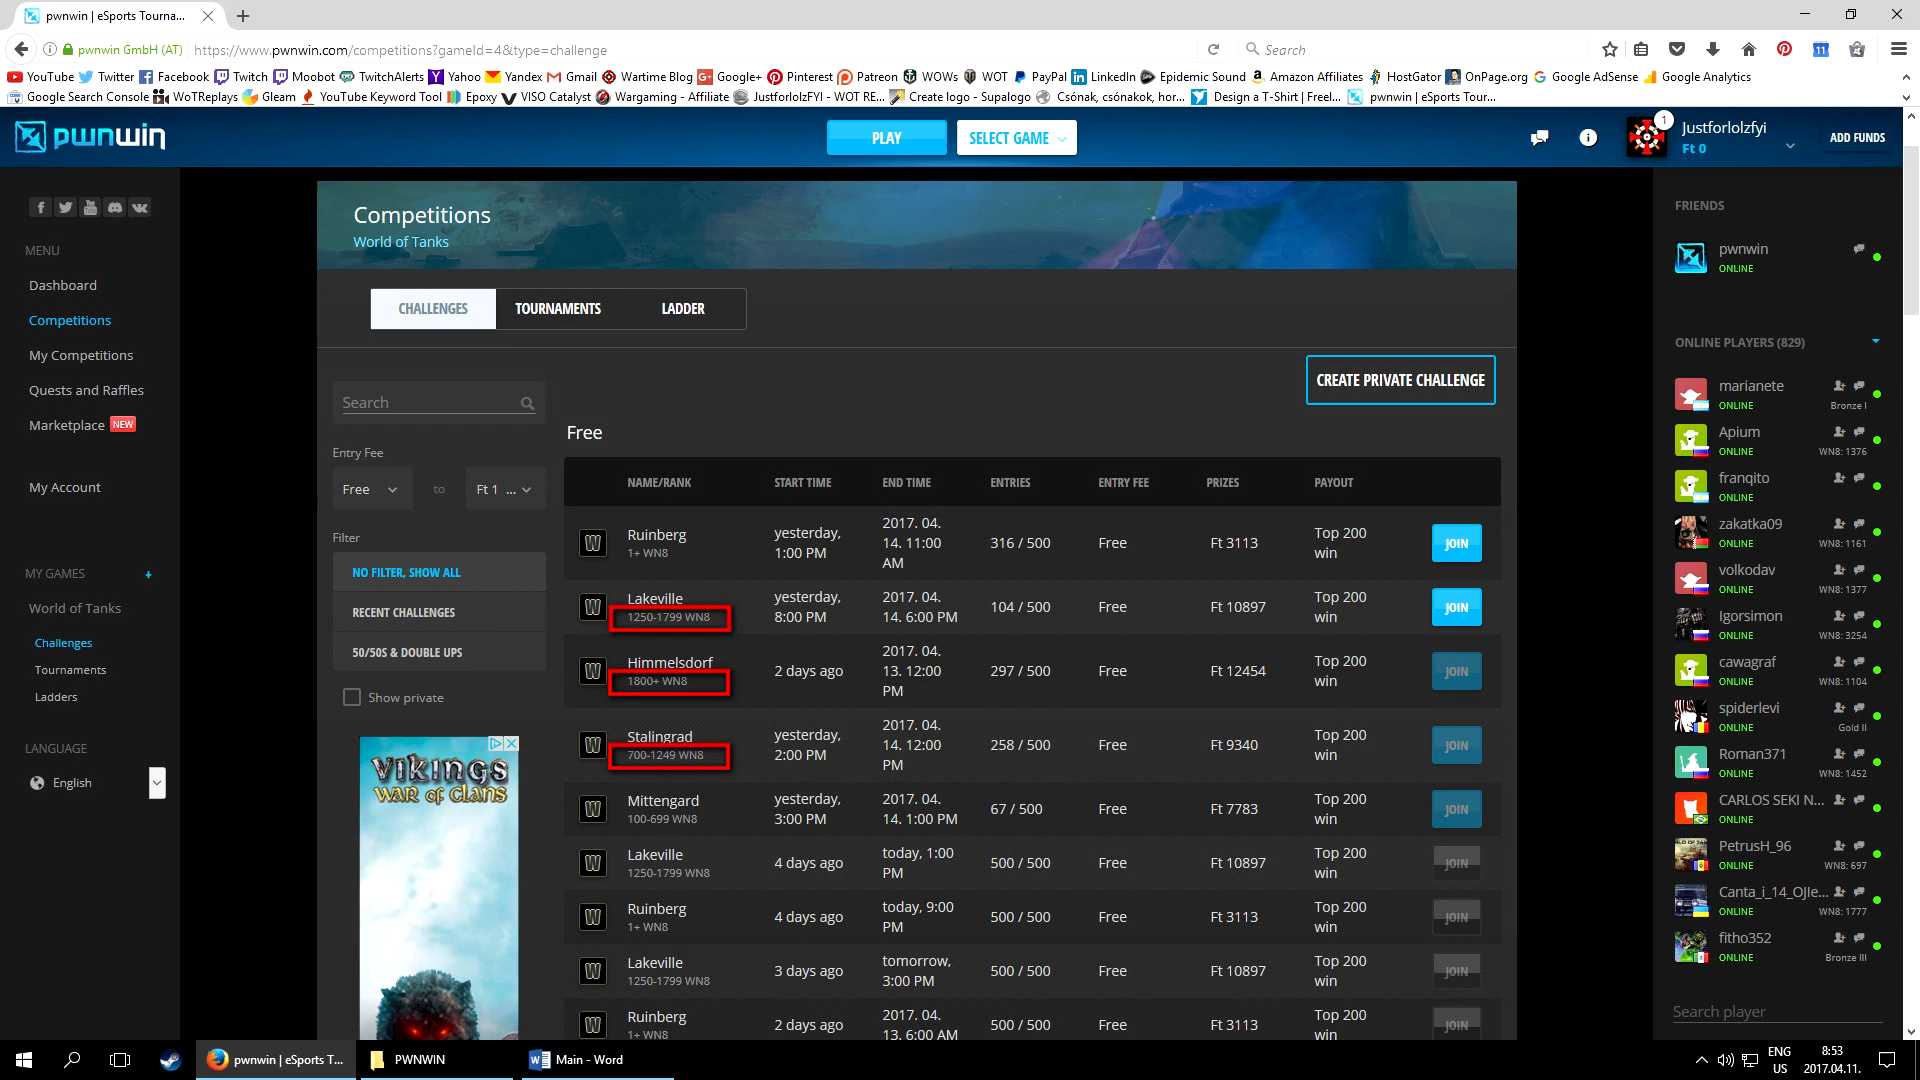 pwnwin | eSports Tourna...
pwnwin GmbH (AT)
https://www.pwnwin.com/competitions?gameId=4&type=challenge
Search
YouTube Twitter Facebook Twitch Moobot TwitchAlerts Yahoo Yandex Gmail Wartime Blog Google+ Pinterest Patreon WOWs WOT PayPal LinkedIn Epidemic Sound Amazon Affiliates HostGator OnPage.org Google AdSense Google Analytics
Google Search Console WoTReplays Gleam YouTube Keyword Tool Epoxy VISO Catalyst Wargaming - Affiliate JustforlolzFYI - WOT RE... Create logo - Supalogo Csónak, csónakok, hor... Design a T-Shirt | Freel... pwnwin | eSports Tour...
pwnwin
PLAY
SELECT GAME
1
Justforlolzfyi
Ft 0
ADD FUNDS
MENU
Dashboard
Competitions
My Competitions
Quests and Raffles
Marketplace NEW
My Account
MY GAMES +
World of Tanks
Challenges
Tournaments
Ladders
LANGUAGE
English
Competitions
World of Tanks
CHALLENGES TOURNAMENTS LADDER
CREATE PRIVATE CHALLENGE
Search
Entry Fee
Free to Ft 1 ...
Filter
NO FILTER, SHOW ALL
RECENT CHALLENGES
50/50S & DOUBLE UPS
Show private
VIKINGS
WAR OF CLANS
Free
NAME/RANK START TIME END TIME ENTRIES ENTRY FEE PRIZES PAYOUT
Ruinberg
1+ WN8
yesterday,
1:00 PM
2017. 04.
14. 11:00
AM
316 / 500
Free
Ft 3113
Top 200
win
JOIN
Lakeville
1250-1799 WN8
yesterday,
8:00 PM
2017. 04.
14. 6:00 PM
104 / 500
Free
Ft 10897
Top 200
win
JOIN
Himmelsdorf
1800+ WN8
2 days ago
2017. 04.
13. 12:00
PM
297 / 500
Free
Ft 12454
Top 200
win
JOIN
Stalingrad
700-1249 WN8
yesterday,
2:00 PM
2017. 04.
14. 12:00
PM
258 / 500
Free
Ft 9340
Top 200
win
JOIN
Mittengard
100-699 WN8
yesterday,
3:00 PM
2017. 04.
14. 1:00 PM
67 / 500
Free
Ft 7783
Top 200
win
JOIN
Lakeville
1250-1799 WN8
4 days ago
today, 1:00
PM
500 / 500
Free
Ft 10897
Top 200
win
JOIN
Ruinberg
1+ WN8
4 days ago
today, 9:00
PM
500 / 500
Free
Ft 3113
Top 200
win
JOIN
Lakeville
1250-1799 WN8
3 days ago
tomorrow,
3:00 PM
500 / 500
Free
Ft 10897
Top 200
win
JOIN
Ruinberg
1+ WN8
2 days ago
2017. 04.
13. 6:00 AM
500 / 500
Free
Ft 3113
Top 200
win
JOIN
FRIENDS
pwnwin
ONLINE
ONLINE PLAYERS (829)
marianete
ONLINE Bronze I
Apium
ONLINE WN8: 1376
franqito
ONLINE
zakatka09
ONLINE WN8: 1161
volkodav
ONLINE WN8: 1377
Igorsimon
ONLINE WN8: 3254
cawagraf
ONLINE WN8: 1104
spiderlevi
ONLINE Gold II
Roman371
ONLINE WN8: 1452
CARLOS SEKI N...
ONLINE
PetrusH_96
ONLINE WN8: 697
Canta_i_14_OJIe...
ONLINE WN8: 1777
fitho352
ONLINE Bronze III
Search player
pwnwin | eSports T...
PWNWIN
Main - Word
ENG
US
8:53
2017.04.11.